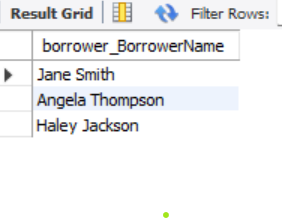 Result Grid Filter Rows:
borrower_BorrowerName
Jane Smith
Angela Thompson
Haley Jackson